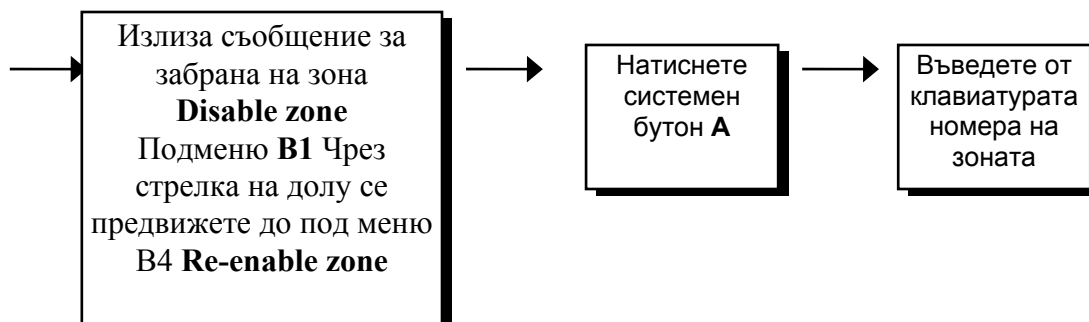 Излиза съобщение за
забрана на зона
Disable zone
Подменю B1 Чрез
стрелка на долу се
предвижете до под меню
B4 Re-enable zone
Натиснете
системен
бутон A
Въведете от
клавиатурата
номера на
зоната